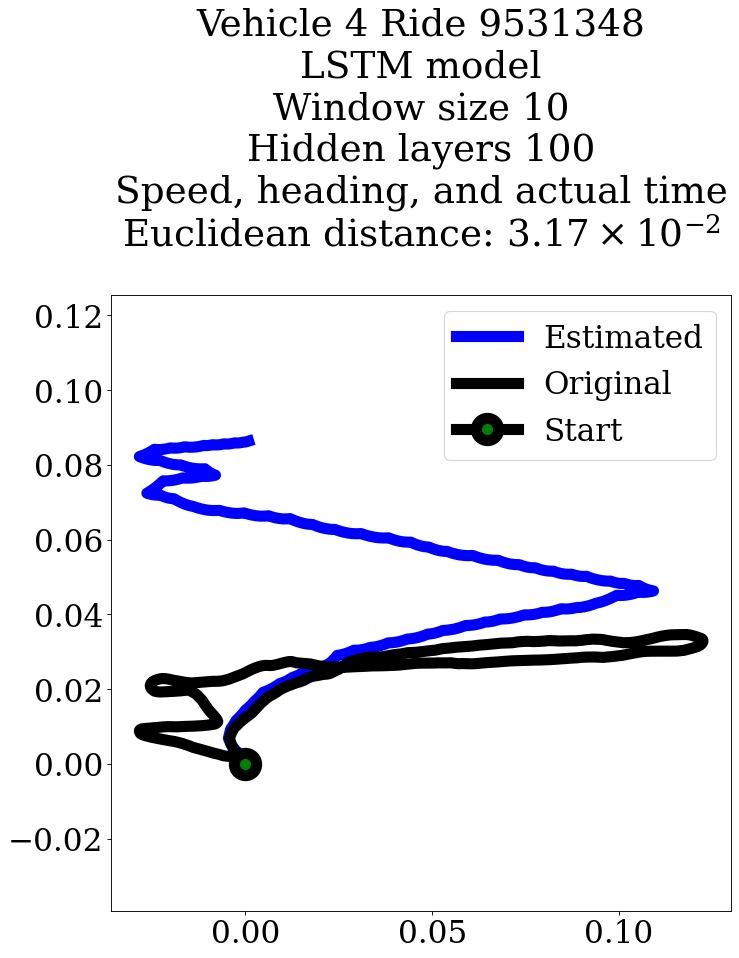 Vehicle 4 Ride 9531348
LSTM model
Window size 10
Hidden layers 100
Speed, heading, and actual time
Euclidean distance: 3.17 × 10⁻²
Estimated
Original
Start
0.12
0.10
0.08
0.06
0.04
0.02
0.00
−0.02
0.00 0.05 0.10